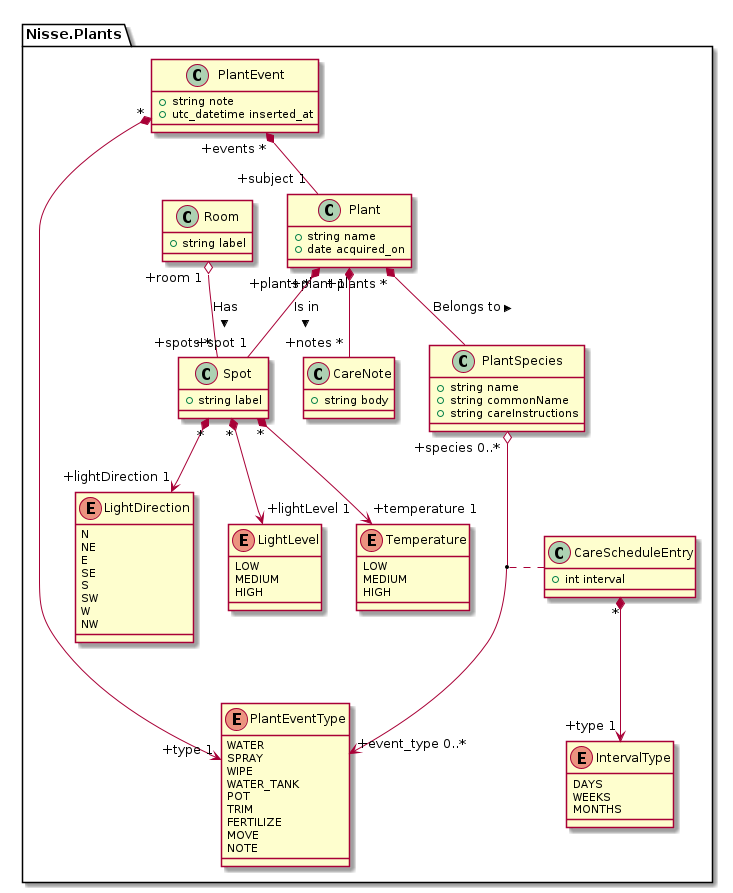 Nisse.Plants
C PlantEvent
string note
utc_datetime inserted_at
*
+events *
+subject 1
C Room
string label
C Plant
string name
date acquired_on
+room 1
+plants *
+plant 1
+plants *
Has
Is in
Belongs to
+spots *
+spot 1
+notes *
C Spot
string label
C CareNote
string body
C PlantSpecies
string name
string commonName
string careInstructions
*
*
*
+species 0..*
+lightDirection 1
+lightLevel 1
+temperature 1
E LightDirection
N
NE
E
SE
S
SW
W
NW
E LightLevel
LOW
MEDIUM
HIGH
E Temperature
LOW
MEDIUM
HIGH
C CareScheduleEntry
int interval
*
+type 1
+event_type 0..*
+type 1
E PlantEventType
WATER
SPRAY
WIPE
WATER_TANK
POT
TRIM
FERTILIZE
MOVE
NOTE
E IntervalType
DAYS
WEEKS
MONTHS